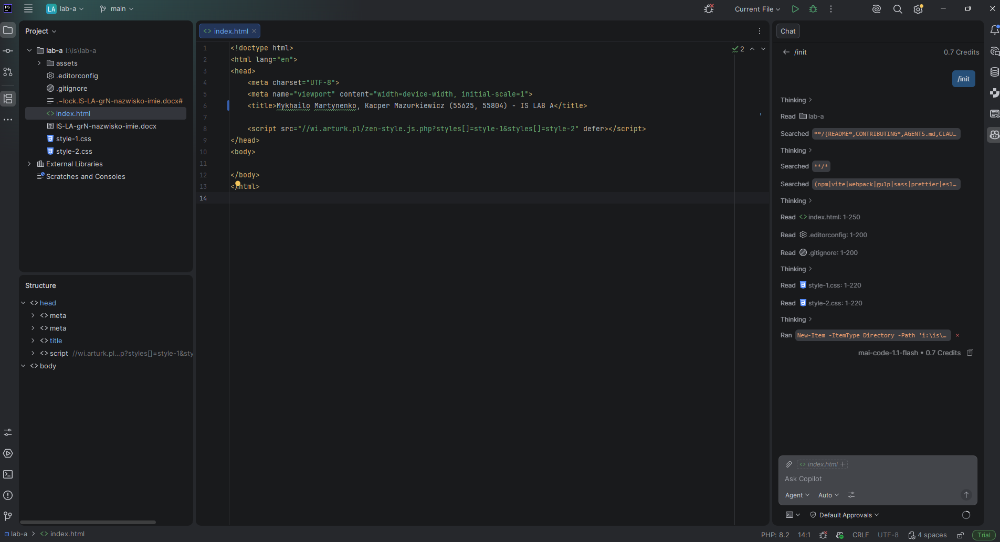 PS
LA lab-a
main
Current File
Project
lab-a I:\is\lab-a
assets
.editorconfig
.gitignore
.~lock.IS-LA-grN-nazwisko-imie.docx#
<> index.html
IS-LA-grN-nazwisko-imie.docx
style-1.css
style-2.css
External Libraries
Scratches and Consoles
Structure
<> head
<> meta
<> meta
<> title
<> script //wi.arturk.pl...p?styles[]=style-1&sty
<> body
<> index.html
2
1 <!doctype html>
2 <html lang="en">
3 <head>
4 <meta charset="UTF-8">
5 <meta name="viewport" content="width=device-width, initial-scale=1">
6 <title>Mykhailo Martynenko, Kacper Mazurkiewicz (55625, 55804) - IS LAB A</title>
7
8 <script src="//wi.arturk.pl/zen-style.js.php?styles[]=style-1&styles[]=style-2" defer></script>
9 </head>
10 <body>
11
12 </body>
13 </html>
14
Chat
/init
0.7 Credits
/init
Thinking
Read lab-a
Searched **/{README*,CONTRIBUTING*,AGENTS.md,CLAU…
Thinking
Searched **/*
Searched (npm|vite|webpack|gulp|sass|prettier|esl…
Thinking
Read <> index.html: 1-250
Read .editorconfig: 1-200
Read .gitignore: 1-200
Thinking
Read style-1.css: 1-220
Read style-2.css: 1-220
Thinking
Ran New-Item -ItemType Directory -Path 'i:\is\…
mai-code-1.1-flash • 0.7 Credits
<> index.html
Ask Copilot
Agent Auto
Default Approvals
lab-a > <> index.html
PHP: 8.2 14:1 CRLF UTF-8 4 spaces Trial